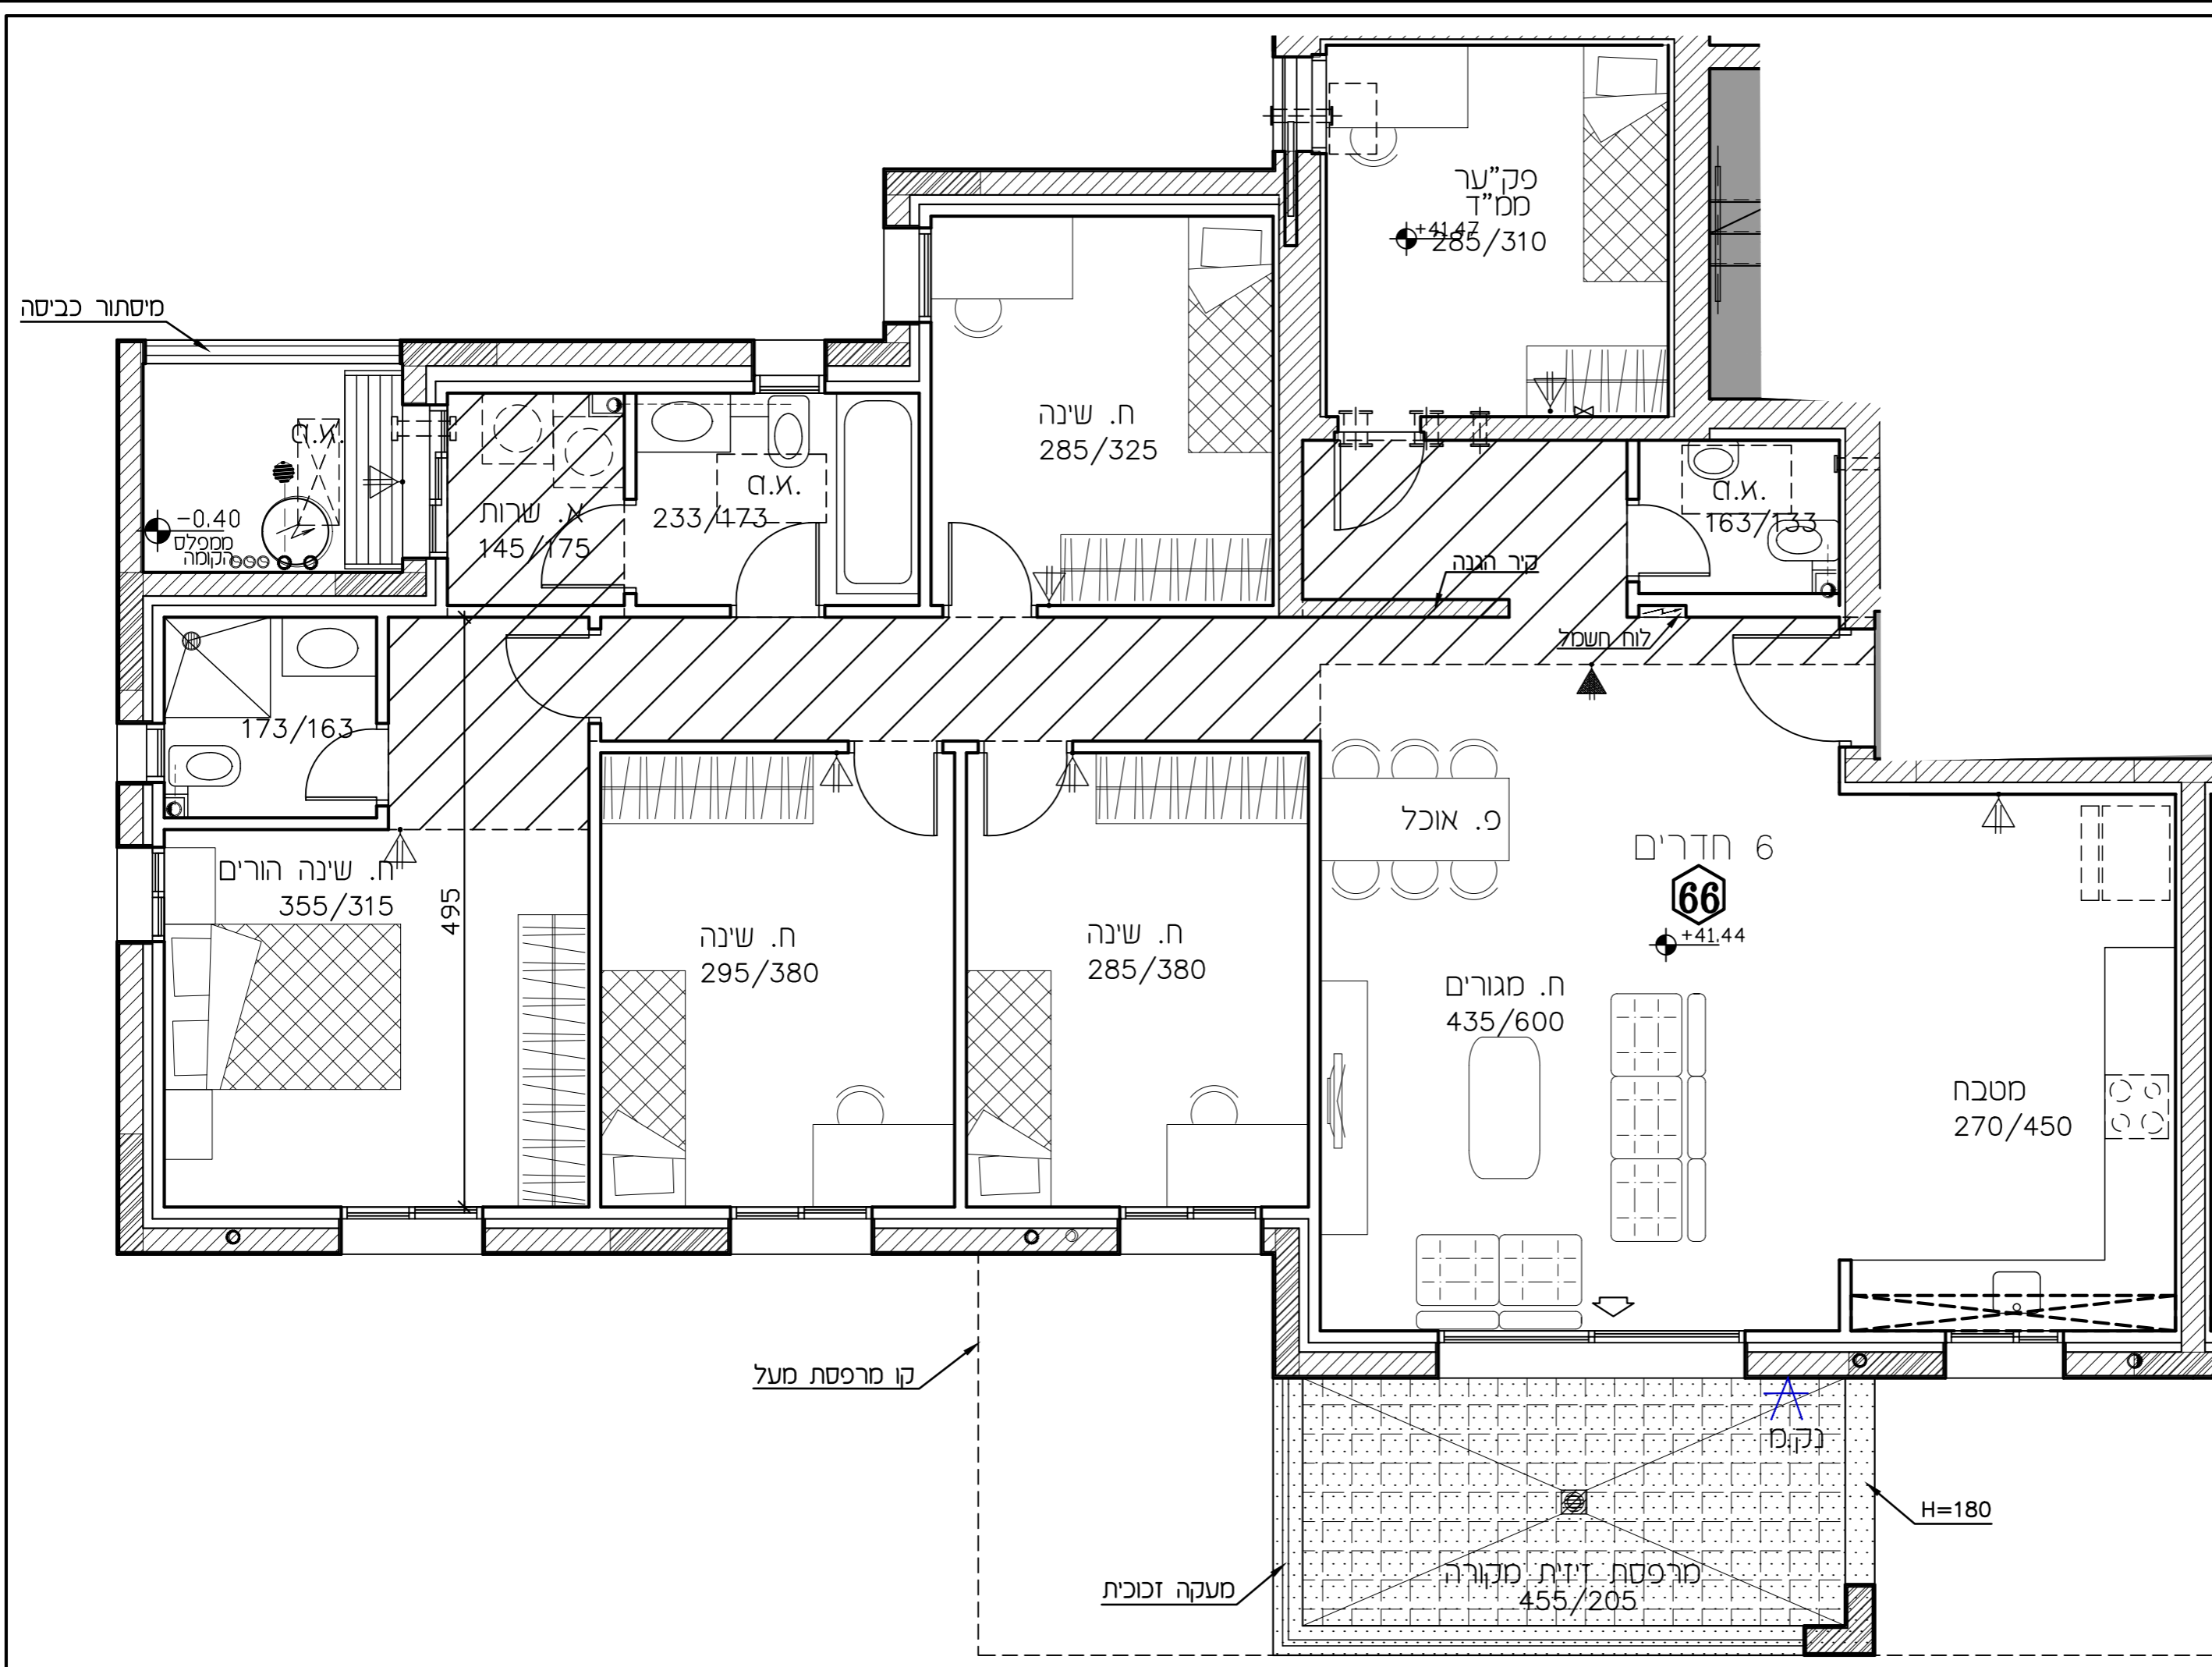 פק"ער
ממ"ד
+41.47
285/310
מיסתור כביסה
ח. שינה
285/325
א. שרות
145/175
233/173
163/133
-0.40
ממפלס
הקומה
קיר הגנה
לוח חשמל
173/163
פ. אוכל
6 חדרים
66
+41.44
ח. שינה הורים
355/315
495
ח. שינה
295/380
ח. שינה
285/380
ח. מגורים
435/600
מטבח
270/450
קו מרפסת מעל
נק.מ
H=180
מעקה זכוכית
מרפסת זיזית מקורה
455/205